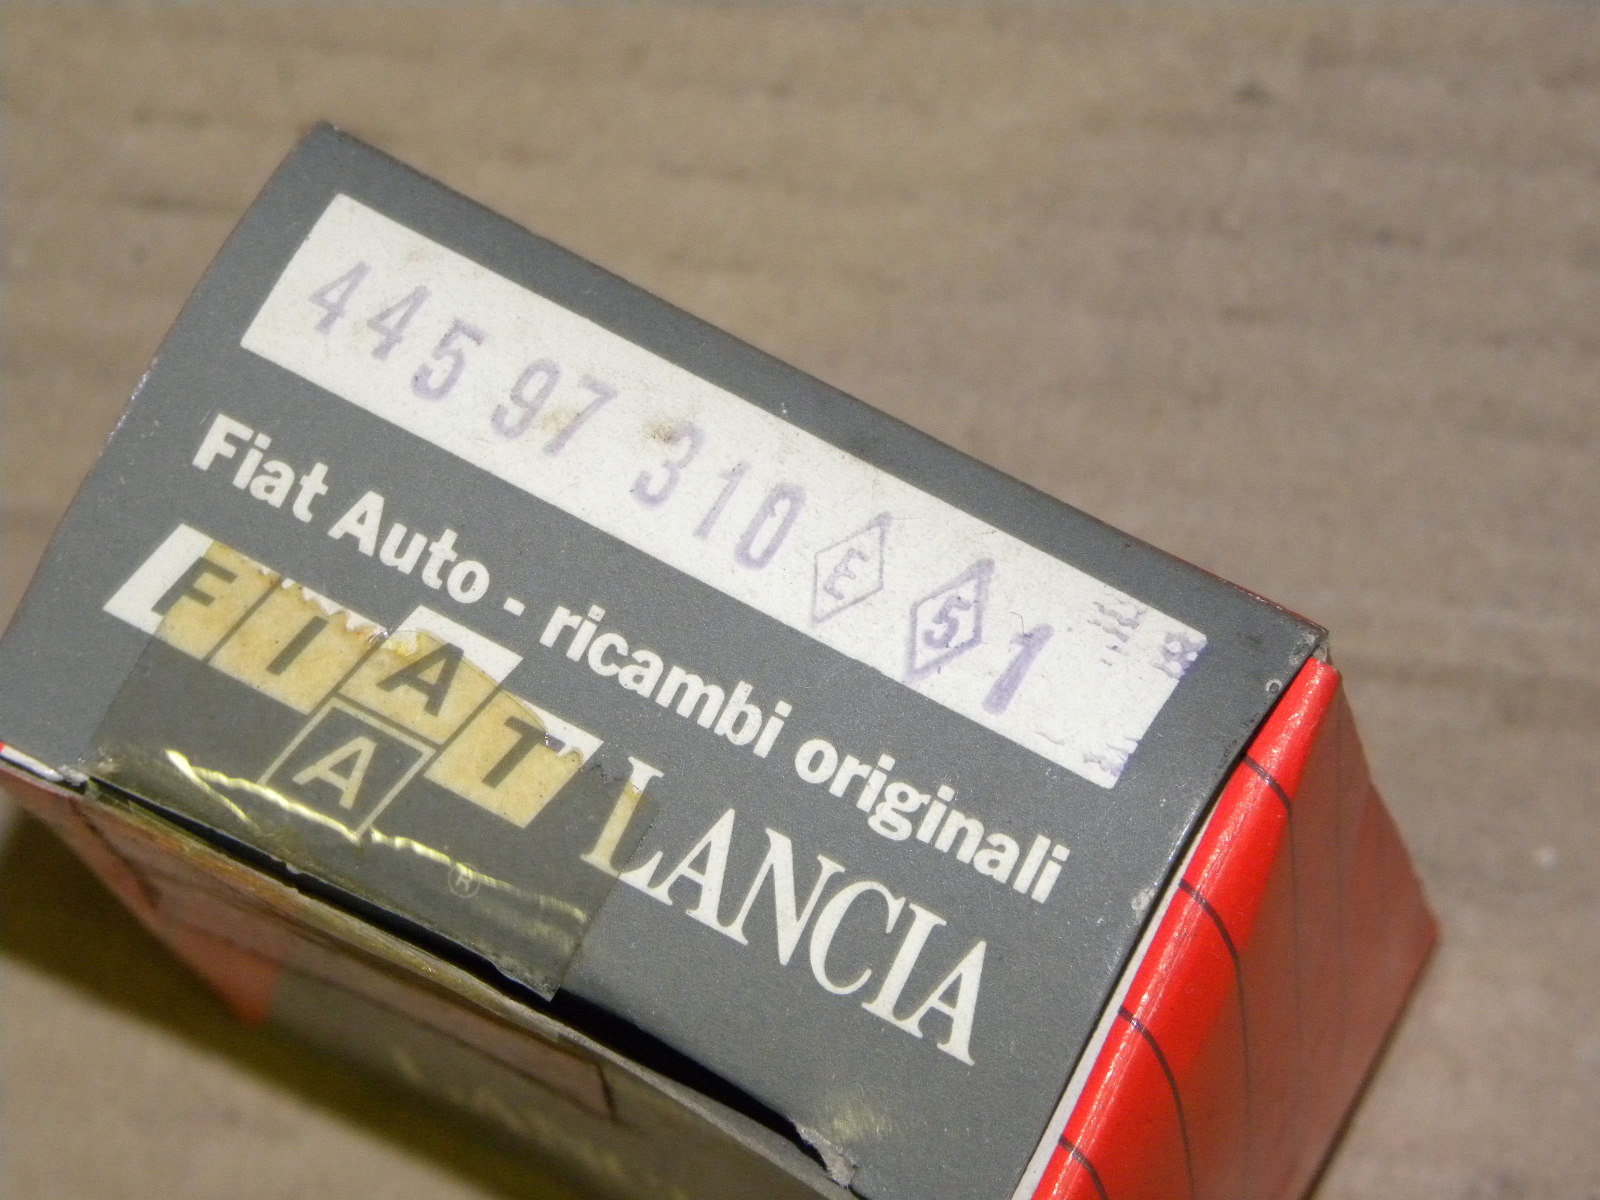 445 97 310 E 5 1
Fiat Auto - ricambi originali
FIAT LANCIA
A
®